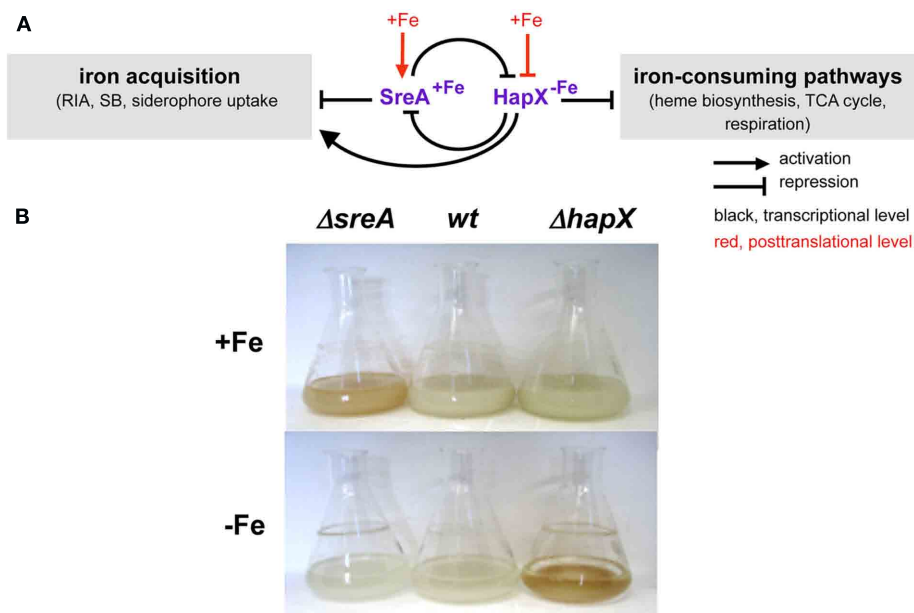 A
+Fe
+Fe
iron acquisition
(RIA, SB, siderophore uptake
SreA+Fe
HapX-Fe
iron-consuming pathways
(heme biosynthesis, TCA cycle,
respiration)
activation
repression
black, transcriptional level
red, posttranslational level
B
ΔsreA wt ΔhapX
+Fe
-Fe